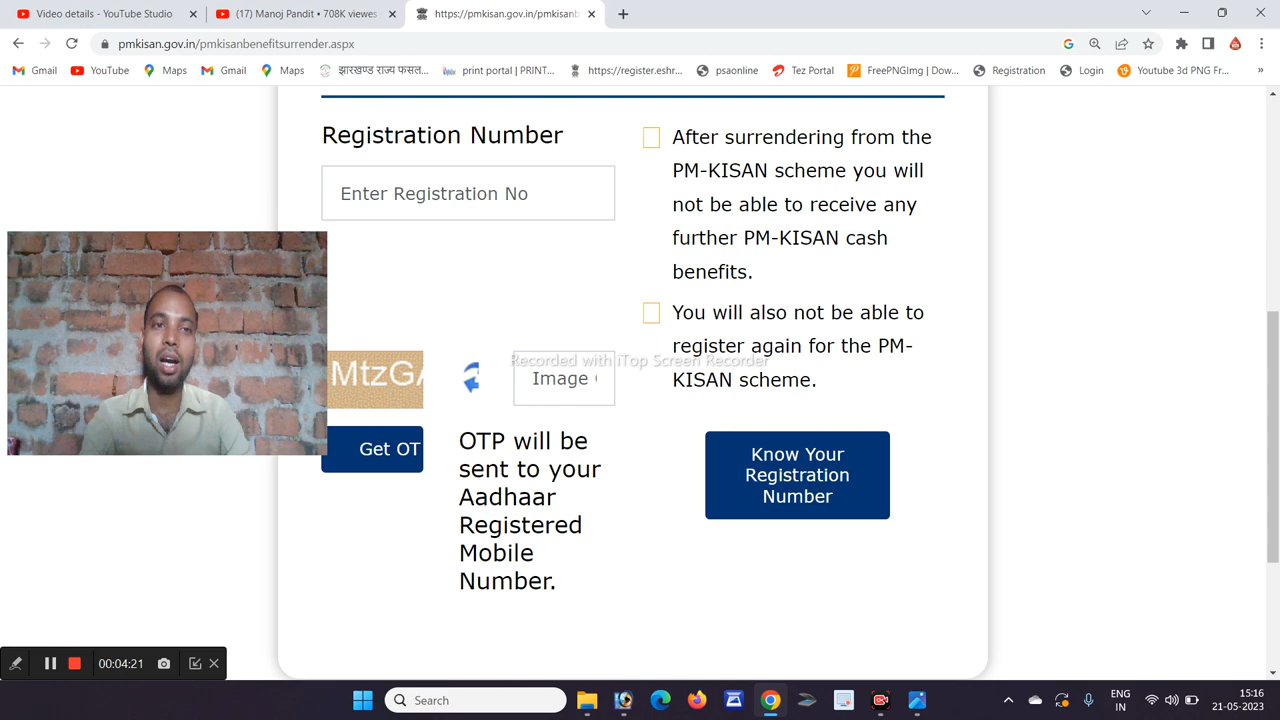 Video details - YouTube Studio
(17) Manoj Pandit • 708K viewes
https://pmkisan.gov.in/pmkisanb
pmkisan.gov.in/pmkisanbenefitsurrender.aspx
Gmail
YouTube
Maps
Gmail
Maps
झारखण्ड राज्य फसल...
print portal | PRINT...
https://register.eshr...
psaonline
Tez Portal
FreePNGImg | Dow...
Registration
Login
Youtube 3d PNG Fr...
»
Registration Number
Enter Registration No
After surrendering from the
PM-KISAN scheme you will
not be able to receive any
further PM-KISAN cash
benefits.
You will also not be able to
register again for the PM-
KISAN scheme.
Recorded with iTop Screen Recorder
MtzGA
Image
Get OT
OTP will be
sent to your
Aadhaar
Registered
Mobile
Number.
Know Your
Registration
Number
00:04:21
Search
ENG
IN
15:16
21-05-2023